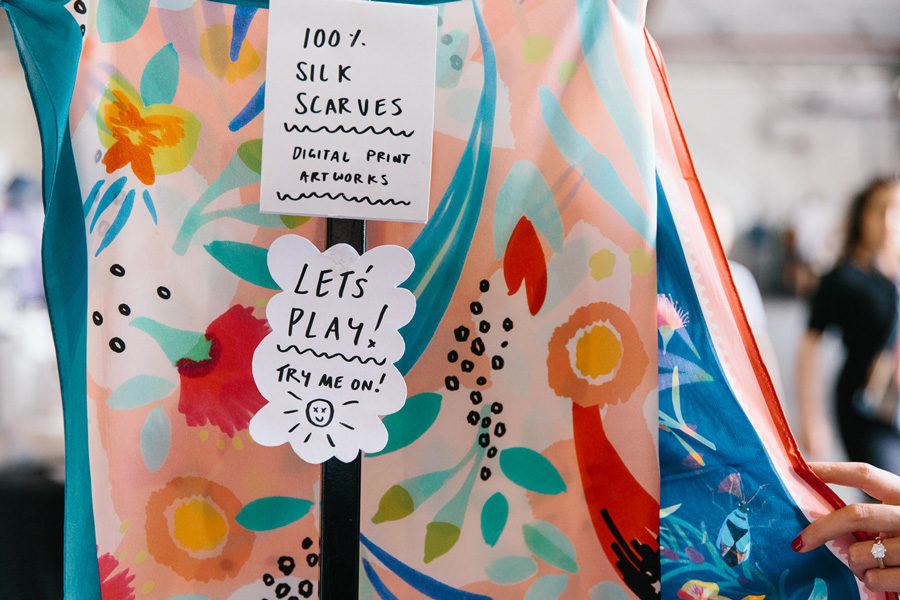 100%
SILK
SCARVES
DIGITAL PRINT
ARTWORKS
LET'S
PLAY!
TRY ME ON!